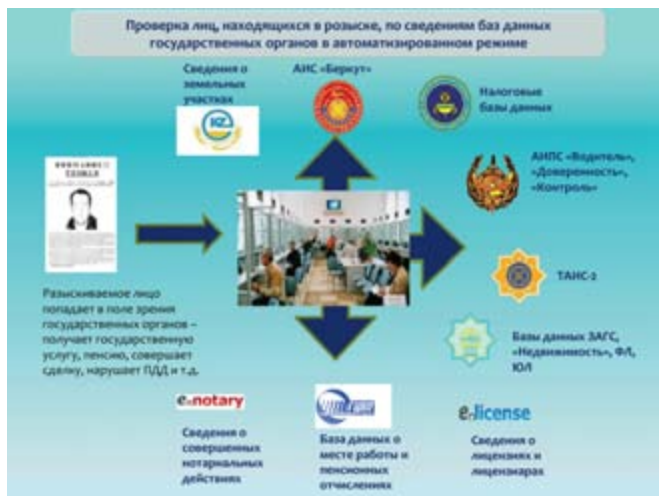 Проверка лиц, находящихся в розыске, по сведениям баз данных
государственных органов в автоматизированном режиме
Сведения о
земельных
участках
АИС «Беркут»
Налоговые
базы данных
KZ
АИПС «Водитель»,
«Доверенность»,
«Контроль»
ТАИС-2
Разыскиваемое лицо
попадает в поле зрения
государственных органов –
получает государственную
услугу, пенсию, совершает
сделку, нарушает ПДД и т.д.
Базы данных ЗАГС,
«Недвижимость», ФЛ,
ЮЛ
notary
Сведения о
совершенных
нотариальных
действиях
База данных о
месте работы и
пенсионных
отчислениях
license
Сведения о
лицензиях и
лицензиарах